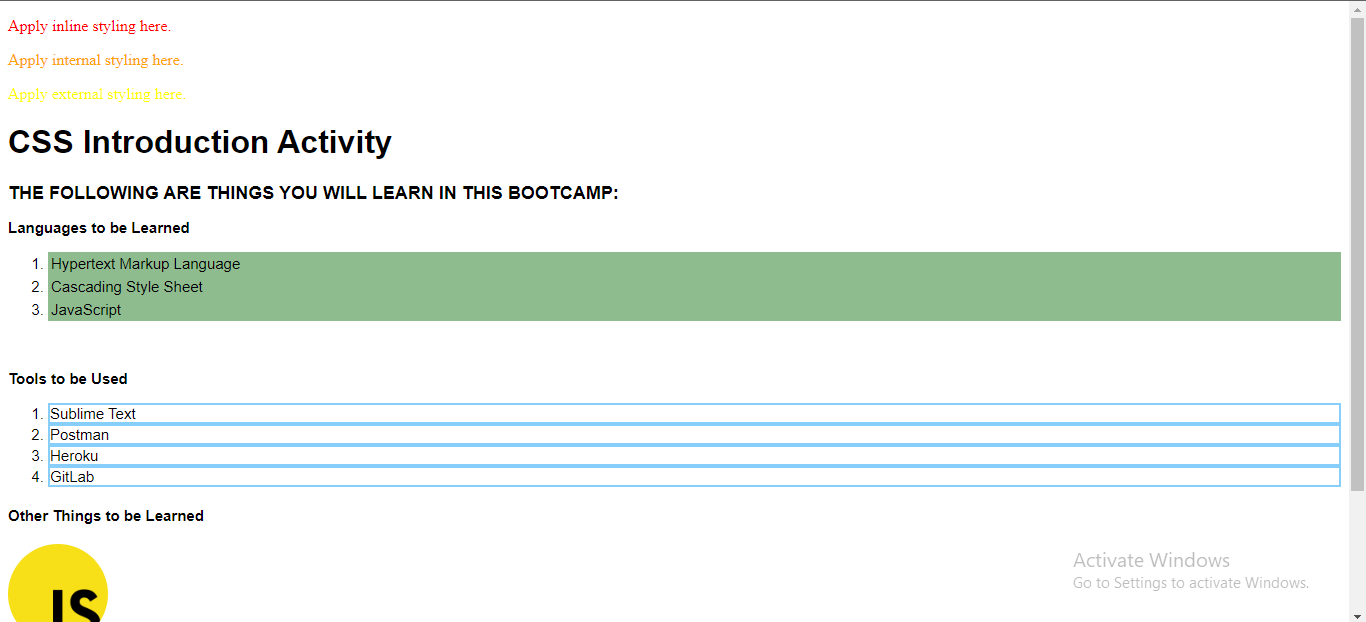 Apply inline styling here.
Apply internal styling here.
Apply external styling here.
CSS Introduction Activity
THE FOLLOWING ARE THINGS YOU WILL LEARN IN THIS BOOTCAMP:
Languages to be Learned
1. Hypertext Markup Language
2. Cascading Style Sheet
3. JavaScript
Tools to be Used
1. Sublime Text
2. Postman
3. Heroku
4. GitLab
Other Things to be Learned
JS
Activate Windows
Go to Settings to activate Windows.